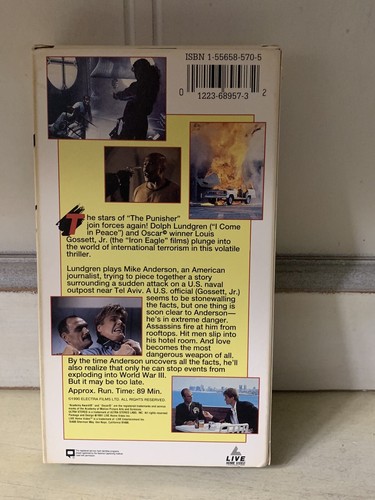 ISBN 1-55658-570-5
0 1223-68957-3 2
The stars of "The Punisher"
join forces again! Dolph Lundgren ("I Come
in Peace") and Oscar® winner Louis
Gossett, Jr. (the "Iron Eagle" films) plunge into
the world of international terrorism in this volatile
thriller.
Lundgren plays Mike Anderson, an American
journalist, trying to piece together a story
surrounding a sudden attack on a U.S. naval
outpost near Tel Aviv. A U.S. official (Gossett, Jr.)
seems to be stonewalling
the facts, but one thing is
soon clear to Anderson—
he's in extreme danger.
Assassins fire at him from
rooftops. Hit men slip into
his hotel room. And love
becomes the most
dangerous weapon of all.
By the time Anderson uncovers all the facts, he'll
also realize that only he can stop events from
exploding into World War III.
But it may be too late.
Approx. Run. Time: 89 Min.
©1990 ELECTRA FILMS LTD. ALL RIGHTS RESERVED.
LIVE
HOME VIDEO